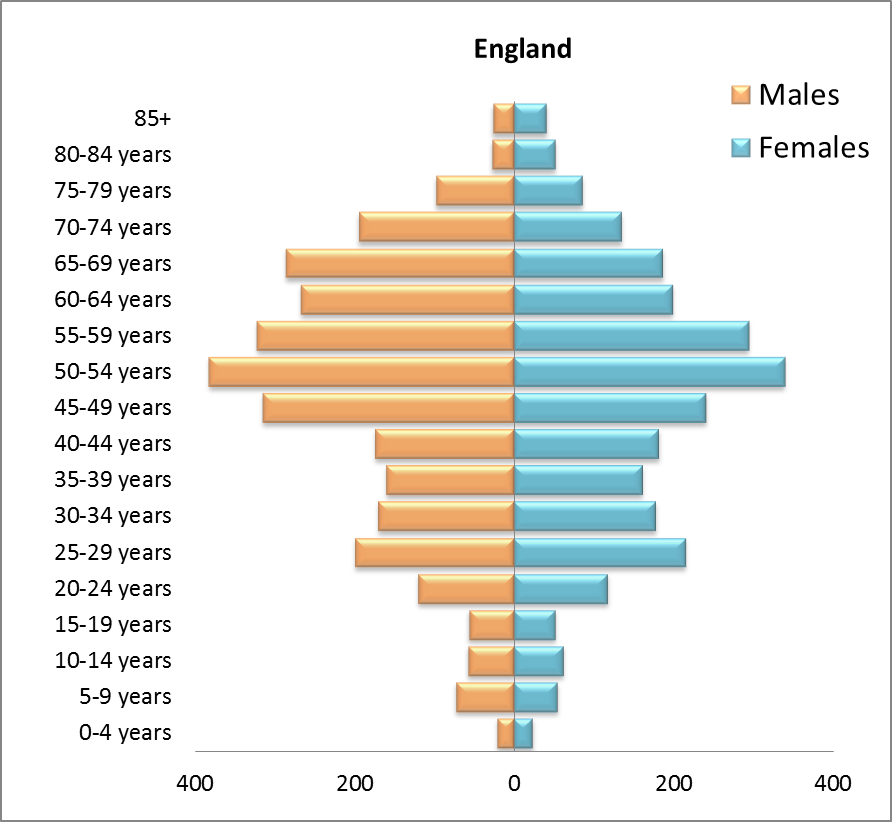 England
Males
Females
85+
80-84 years
75-79 years
70-74 years
65-69 years
60-64 years
55-59 years
50-54 years
45-49 years
40-44 years
35-39 years
30-34 years
25-29 years
20-24 years
15-19 years
10-14 years
5-9 years
0-4 years
400 200 0 200 400